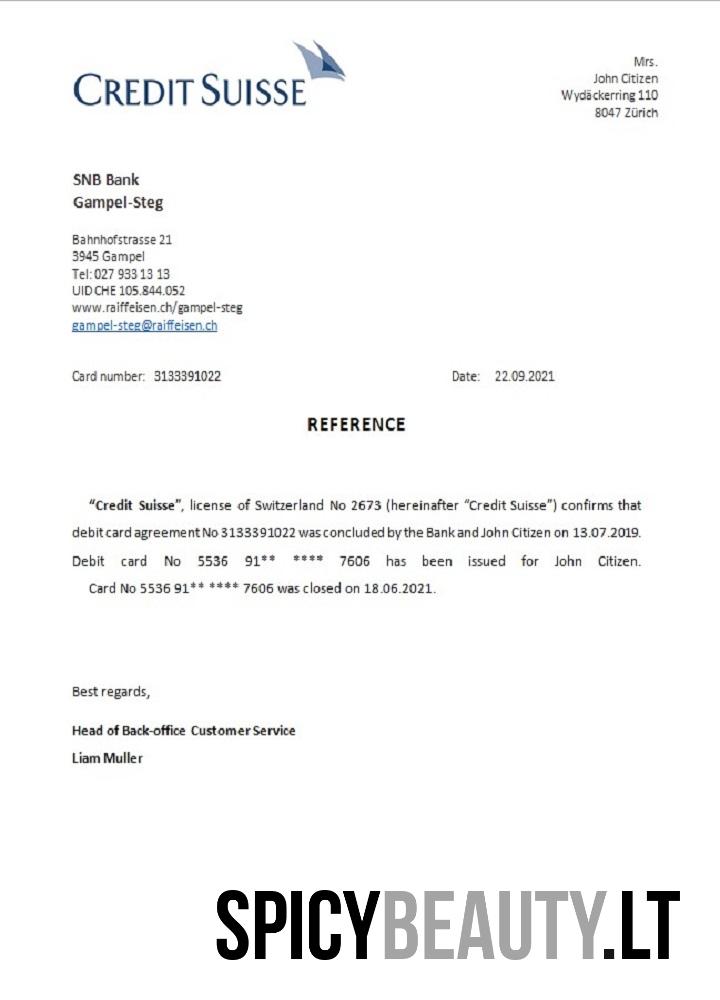 CREDIT SUISSE
Mrs.
John Citizen
Wydäckerring 110
8047 Zürich
SNB Bank
Gampel-Steg
Bahnhofstrasse 21
3945 Gampel
Tel: 027 933 13 13
UID CHE 105.844.052
www.raiffeisen.ch/gampel-steg
gampel-steg@raiffeisen.ch
Card number: 3133391022 Date: 22.09.2021
REFERENCE
“Credit Suisse”, license of Switzerland No 2673 (hereinafter “Credit Suisse”) confirms that
debit card agreement No 3133391022 was concluded by the Bank and John Citizen on 13.07.2019.
Debit card No 5536 91** **** 7606 has been issued for John Citizen.
Card No 5536 91** **** 7606 was closed on 18.06.2021.
Best regards,
Head of Back-office Customer Service
Liam Muller
SPICYBEAUTY.LT